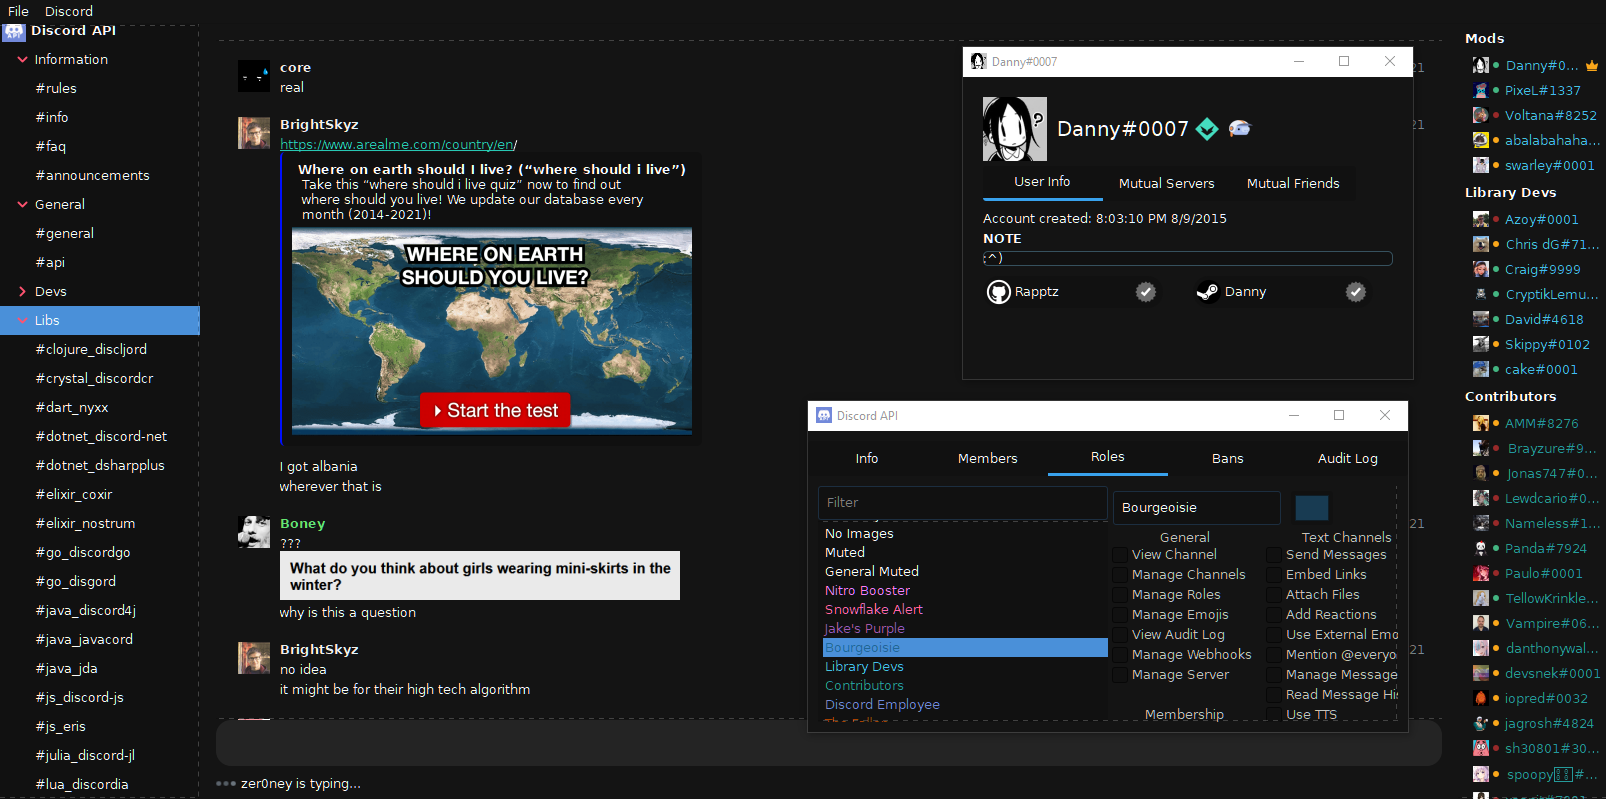 File Discord
Discord API
Information
#rules
#info
#faq
#announcements
General
#general
#api
Devs
Libs
#clojure_discljord
#crystal_discordcr
#dart_nyxx
#dotnet_discord-net
#dotnet_dsharpplus
#elixir_coxir
#elixir_nostrum
#go_discordgo
#go_disgord
#java_discord4j
#java_javacord
#java_jda
#js_discord-js
#js_eris
#julia_discord-jl
#lua_discordia
core
real
BrightSkyz
https://www.arealme.com/country/en/
Where on earth should I live? (“where should i live”)
Take this “where should i live quiz” now to find out
where should you live! We update our database every
month (2014-2021)!
WHERE ON EARTH
SHOULD YOU LIVE?
Start the test
I got albania
wherever that is
Boney
???
What do you think about girls wearing mini-skirts in the
winter?
why is this a question
BrightSkyz
no idea
it might be for their high tech algorithm
zer0ney is typing...
21
21
21
21
Danny#0007
Danny#0007
?
User Info Mutual Servers Mutual Friends
Account created: 8:03:10 PM 8/9/2015
NOTE
;^)
Rapptz Danny
Discord API
Info Members Roles Bans Audit Log
Filter
No Images
Muted
General Muted
Nitro Booster
Snowflake Alert
Jake's Purple
Bourgeoisie
Library Devs
Contributors
Discord Employee
Bourgeoisie
General
View Channel
Manage Channels
Manage Roles
Manage Emojis
View Audit Log
Manage Webhooks
Manage Server
Membership
Text Channels
Send Messages
Embed Links
Attach Files
Add Reactions
Use External Emo
Mention @everyo
Manage Message
Read Message His
Use TTS
Mods
Danny#0...
PixeL#1337
Voltana#8252
abalabahaha...
swarley#0001
Library Devs
Azoy#0001
Chris dG#71...
Craig#9999
CryptikLemu...
David#4618
Skippy#0102
cake#0001
Contributors
AMM#8276
Brayzure#9...
Jonas747#0...
Lewdcario#0...
Nameless#1...
Panda#7924
Paulo#0001
TellowKrinkle...
Vampire#06...
danthonywal...
devsnek#0001
iopred#0032
jagrosh#4824
sh30801#30...
spoopy#...